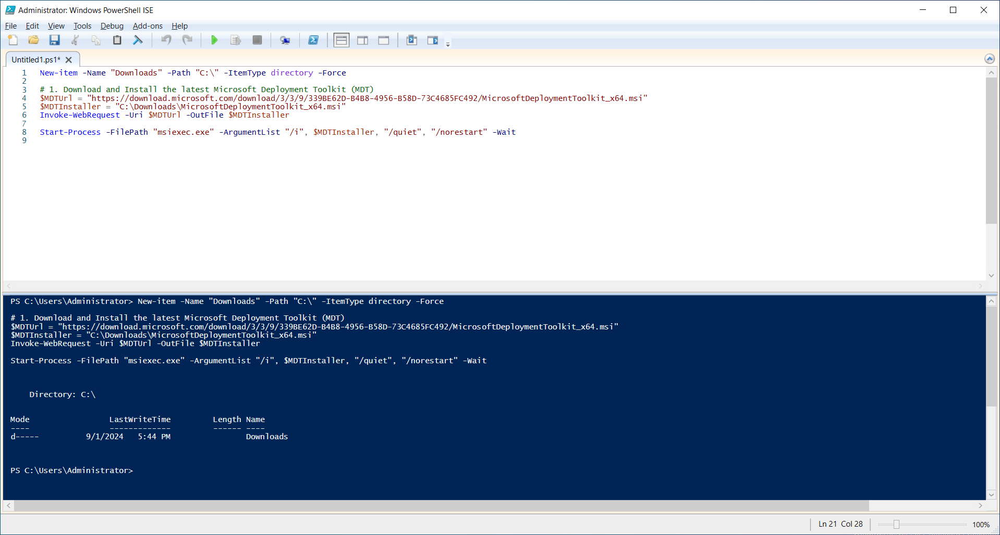 Administrator: Windows PowerShell ISE
File Edit View Tools Debug Add-ons Help
Untitled1.ps1*
1 New-item -Name "Downloads" -Path "C:\" -ItemType directory -Force
2
3 # 1. Download and Install the latest Microsoft Deployment Toolkit (MDT)
4 $MDTUrl = "https://download.microsoft.com/download/3/3/9/339BE62D-B4B8-4956-B58D-73C4685FC492/MicrosoftDeploymentToolkit_x64.msi"
5 $MDTInstaller = "C:\Downloads\MicrosoftDeploymentToolkit_x64.msi"
6 Invoke-WebRequest -Uri $MDTUrl -OutFile $MDTInstaller
7
8 Start-Process -FilePath "msiexec.exe" -ArgumentList "/i", $MDTInstaller, "/quiet", "/norestart" -Wait
9
PS C:\Users\Administrator> New-item -Name "Downloads" -Path "C:\" -ItemType directory -Force
# 1. Download and Install the latest Microsoft Deployment Toolkit (MDT)
$MDTUrl = "https://download.microsoft.com/download/3/3/9/339BE62D-B4B8-4956-B58D-73C4685FC492/MicrosoftDeploymentToolkit_x64.msi"
$MDTInstaller = "C:\Downloads\MicrosoftDeploymentToolkit_x64.msi"
Invoke-WebRequest -Uri $MDTUrl -OutFile $MDTInstaller
Start-Process -FilePath "msiexec.exe" -ArgumentList "/i", $MDTInstaller, "/quiet", "/norestart" -Wait
Directory: C:\
Mode LastWriteTime Length Name
---- ------------- ------ ----
d----- 9/1/2024 5:44 PM Downloads
PS C:\Users\Administrator>
Ln 21 Col 28 100%